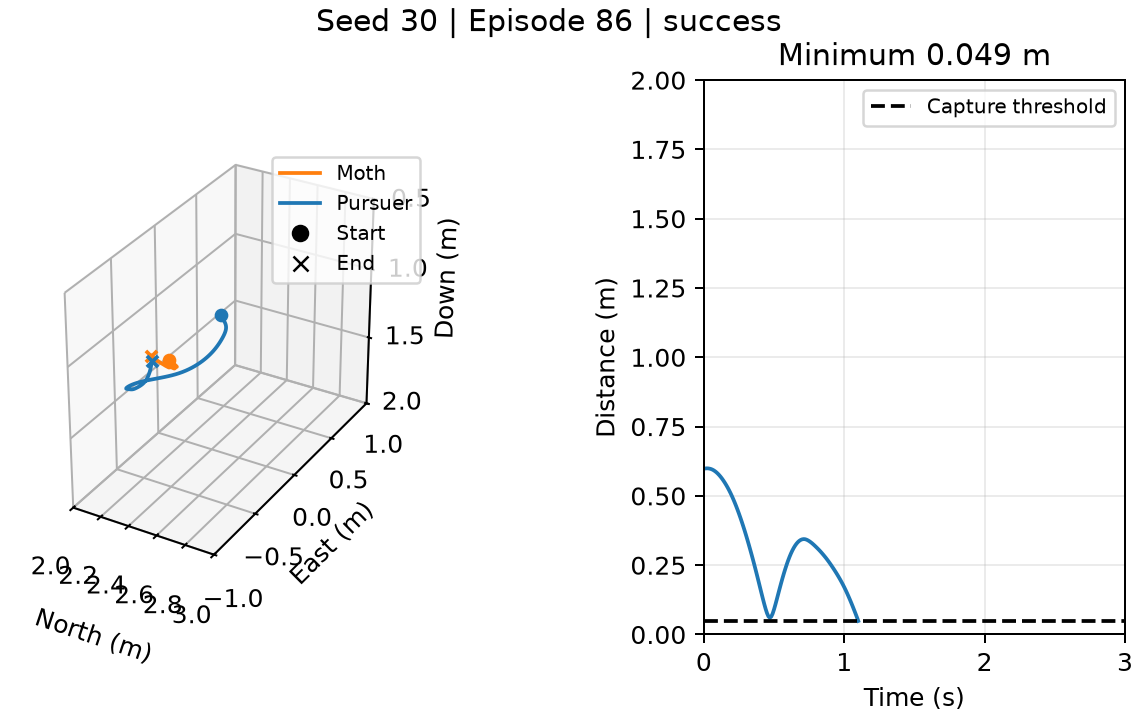 Seed 30 | Episode 86 | success
Moth
Pursuer
Start
End
0.5
1.0
1.5
2.0
Down (m)
1.0
0.5
0.0
−0.5
−1.0
East (m)
2.0
2.2
2.4
2.6
2.8
3.0
North (m)
Minimum 0.049 m
Capture threshold
2.00
1.75
1.50
1.25
1.00
0.75
0.50
0.25
0.00
Distance (m)
0 1 2 3
Time (s)